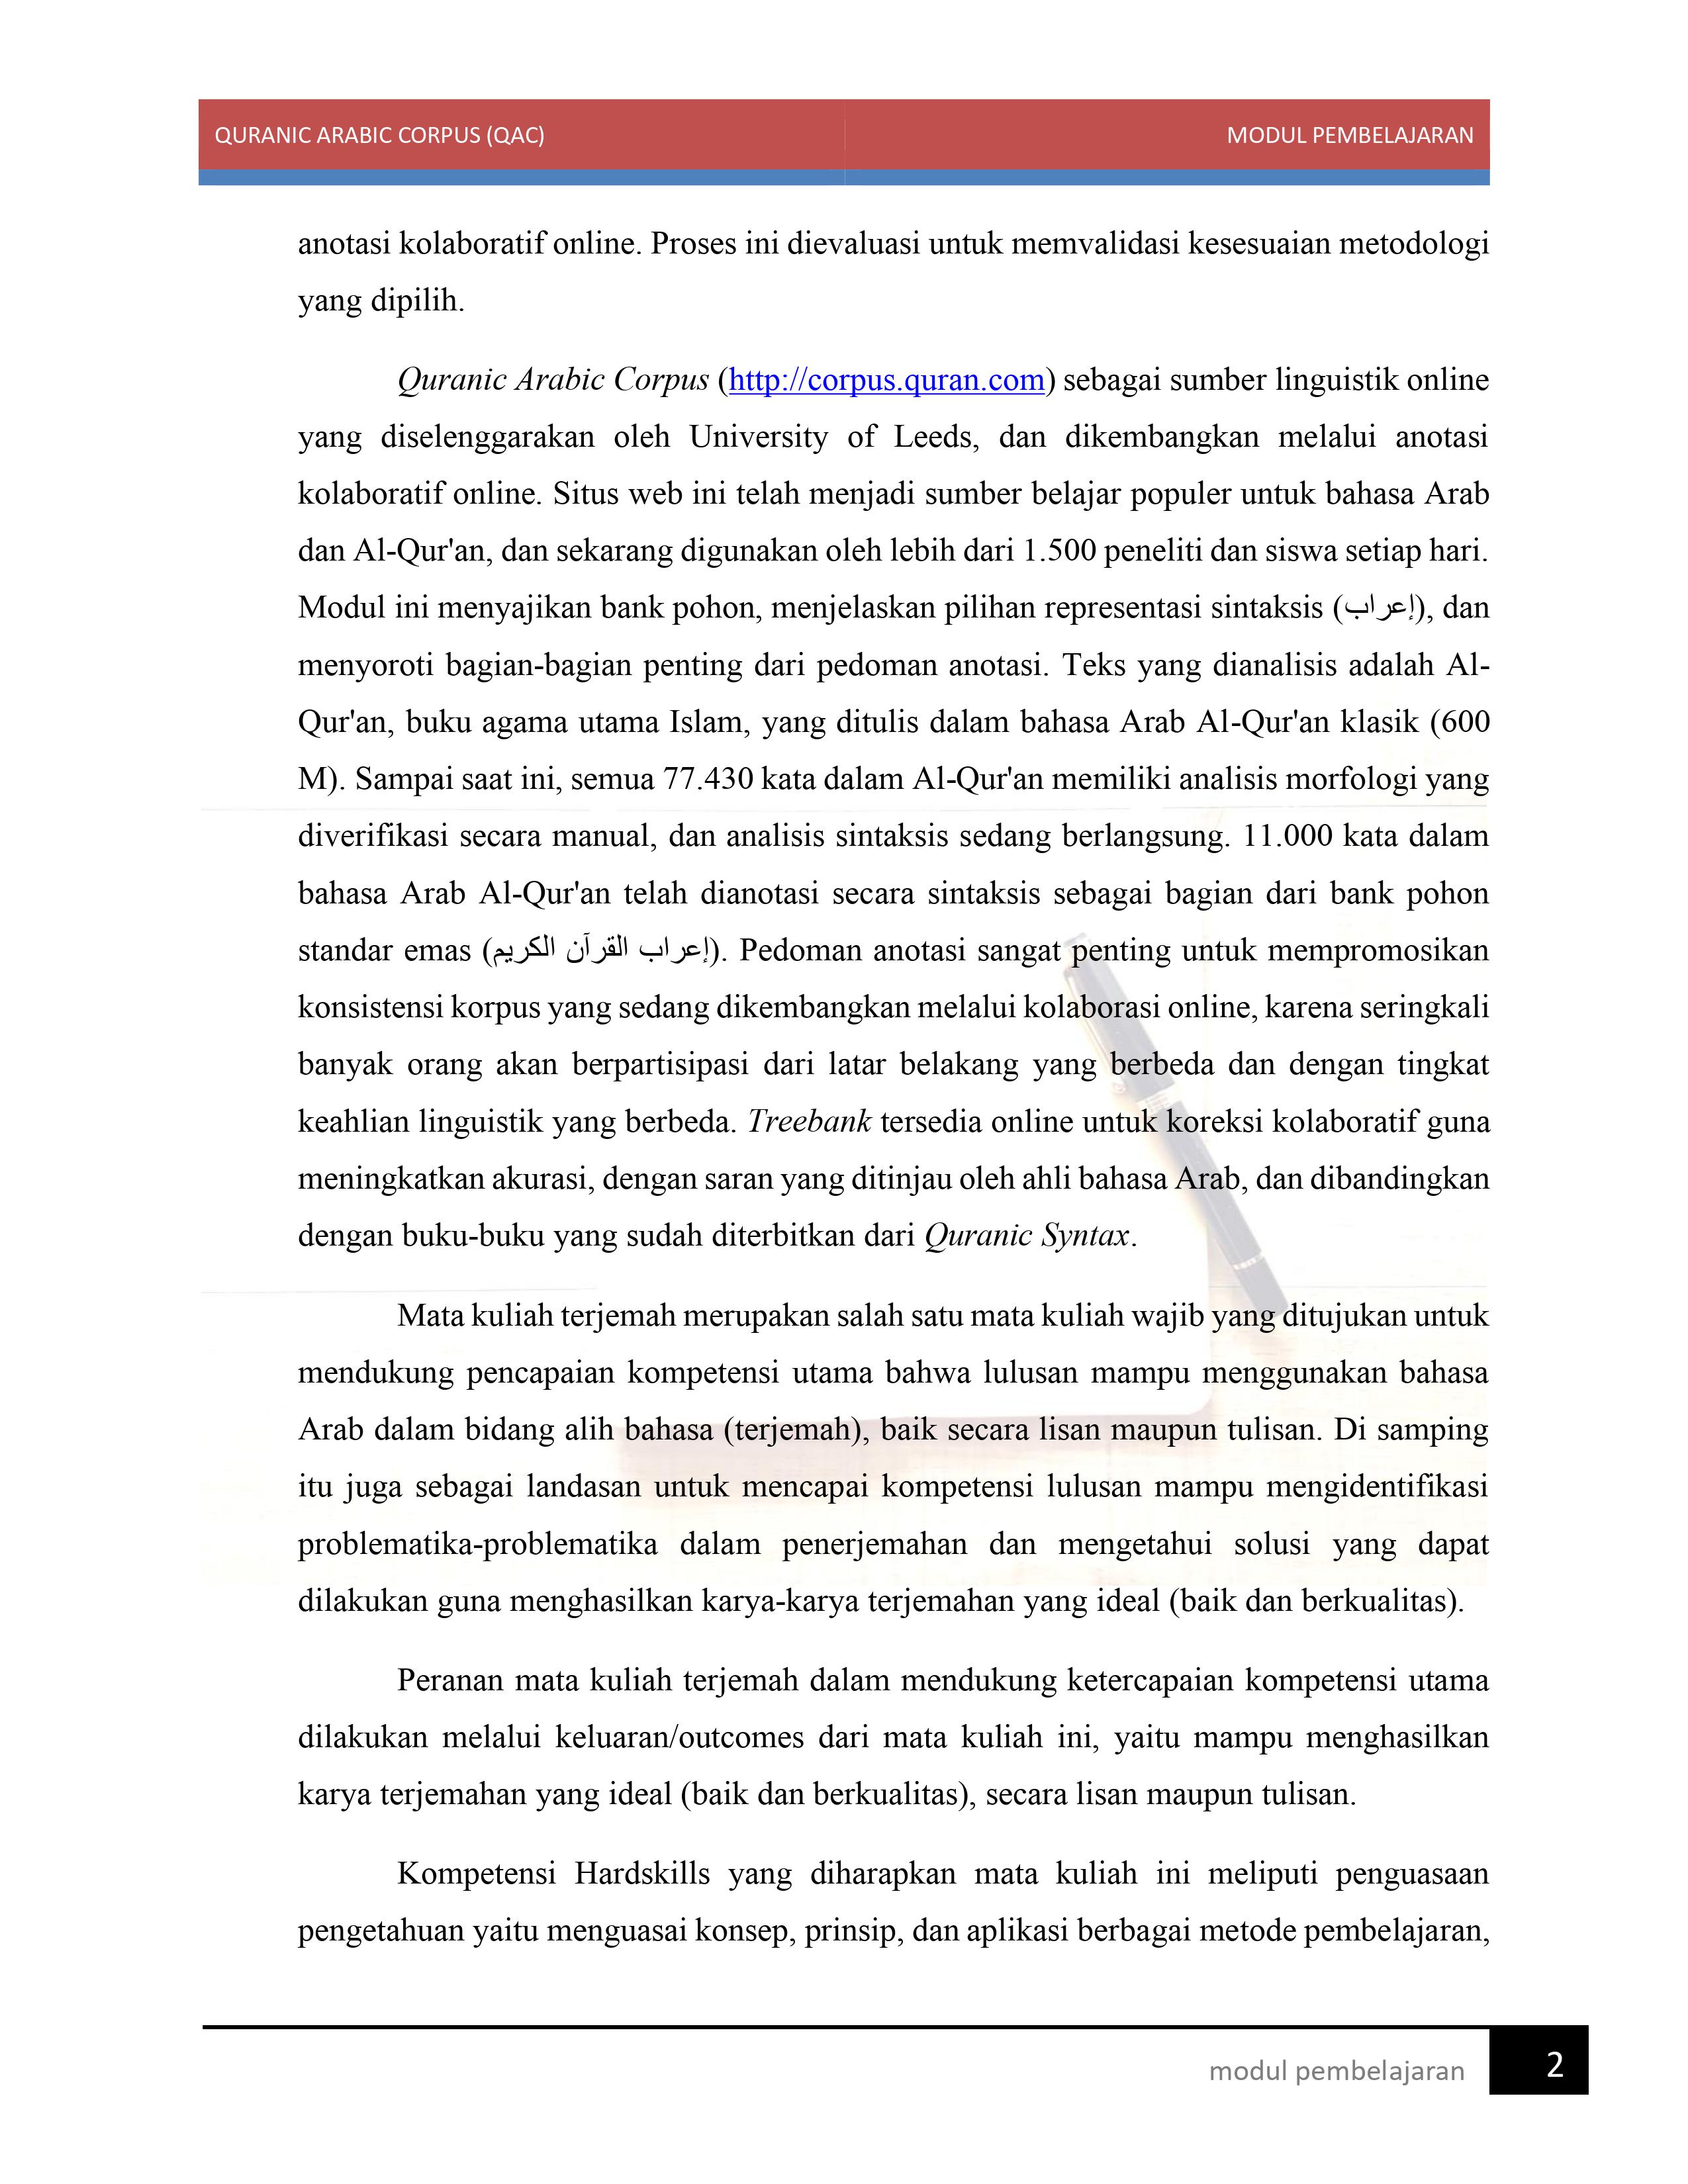 QURANIC ARABIC CORPUS (QAC) MODUL PEMBELAJARAN
anotasi kolaboratif online. Proses ini dievaluasi untuk memvalidasi kesesuaian metodologi
yang dipilih.
Quranic Arabic Corpus (http://corpus.quran.com) sebagai sumber linguistik online
yang diselenggarakan oleh University of Leeds, dan dikembangkan melalui anotasi
kolaboratif online. Situs web ini telah menjadi sumber belajar populer untuk bahasa Arab
dan Al-Qur'an, dan sekarang digunakan oleh lebih dari 1.500 peneliti dan siswa setiap hari.
Modul ini menyajikan bank pohon, menjelaskan pilihan representasi sintaksis (إعراب), dan
menyoroti bagian-bagian penting dari pedoman anotasi. Teks yang dianalisis adalah Al-
Qur'an, buku agama utama Islam, yang ditulis dalam bahasa Arab Al-Qur'an klasik (600
M). Sampai saat ini, semua 77.430 kata dalam Al-Qur'an memiliki analisis morfologi yang
diverifikasi secara manual, dan analisis sintaksis sedang berlangsung. 11.000 kata dalam
bahasa Arab Al-Qur'an telah dianotasi secara sintaksis sebagai bagian dari bank pohon
standar emas (إعراب القرآن الكريم). Pedoman anotasi sangat penting untuk mempromosikan
konsistensi korpus yang sedang dikembangkan melalui kolaborasi online, karena seringkali
banyak orang akan berpartisipasi dari latar belakang yang berbeda dan dengan tingkat
keahlian linguistik yang berbeda. Treebank tersedia online untuk koreksi kolaboratif guna
meningkatkan akurasi, dengan saran yang ditinjau oleh ahli bahasa Arab, dan dibandingkan
dengan buku-buku yang sudah diterbitkan dari Quranic Syntax.
Mata kuliah terjemah merupakan salah satu mata kuliah wajib yang ditujukan untuk
mendukung pencapaian kompetensi utama bahwa lulusan mampu menggunakan bahasa
Arab dalam bidang alih bahasa (terjemah), baik secara lisan maupun tulisan. Di samping
itu juga sebagai landasan untuk mencapai kompetensi lulusan mampu mengidentifikasi
problematika-problematika dalam penerjemahan dan mengetahui solusi yang dapat
dilakukan guna menghasilkan karya-karya terjemahan yang ideal (baik dan berkualitas).
Peranan mata kuliah terjemah dalam mendukung ketercapaian kompetensi utama
dilakukan melalui keluaran/outcomes dari mata kuliah ini, yaitu mampu menghasilkan
karya terjemahan yang ideal (baik dan berkualitas), secara lisan maupun tulisan.
Kompetensi Hardskills yang diharapkan mata kuliah ini meliputi penguasaan
pengetahuan yaitu menguasai konsep, prinsip, dan aplikasi berbagai metode pembelajaran,
modul pembelajaran 2